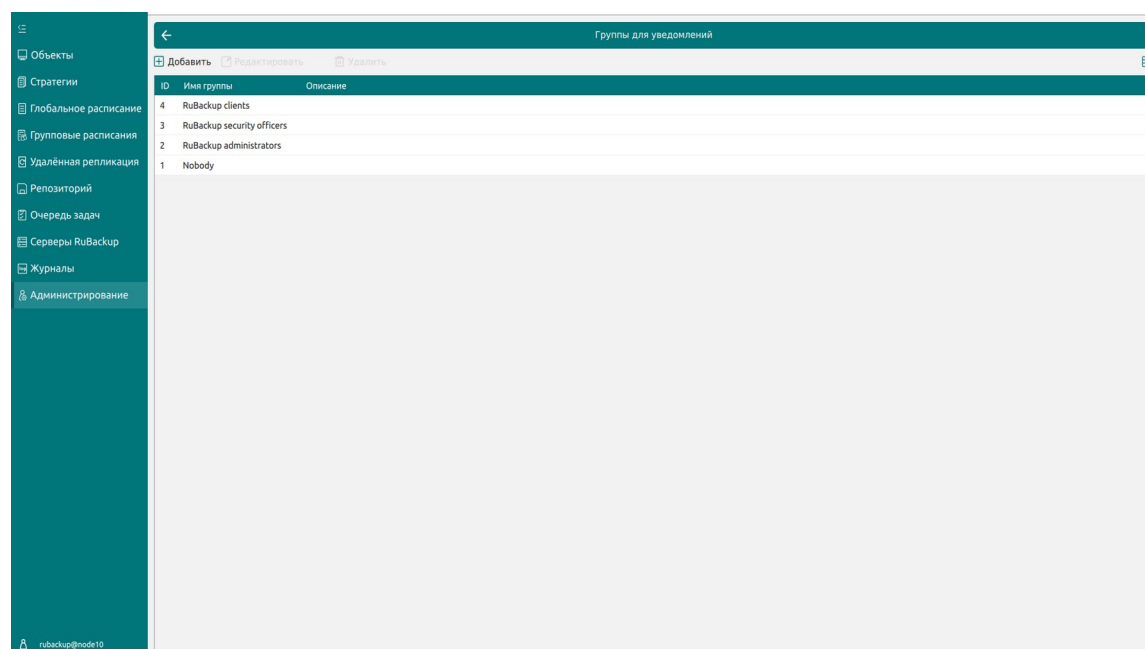 Группы для уведомлений
Объекты
Стратегии
Глобальное расписание
Групповые расписания
Удалённая репликация
Репозиторий
Очередь задач
Серверы RuBackup
Журналы
Администрирование
rubackup@node10
Добавить Редактировать Удалить
ID Имя группы Описание
4 RuBackup clients
3 RuBackup security officers
2 RuBackup administrators
1 Nobody